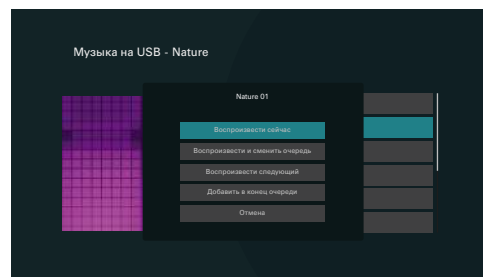 Музыка на USB - Nature
Nature 01
Воспроизвести сейчас
Воспроизвести и сменить очередь
Воспроизвести следующий
Добавить в конец очереди
Отмена